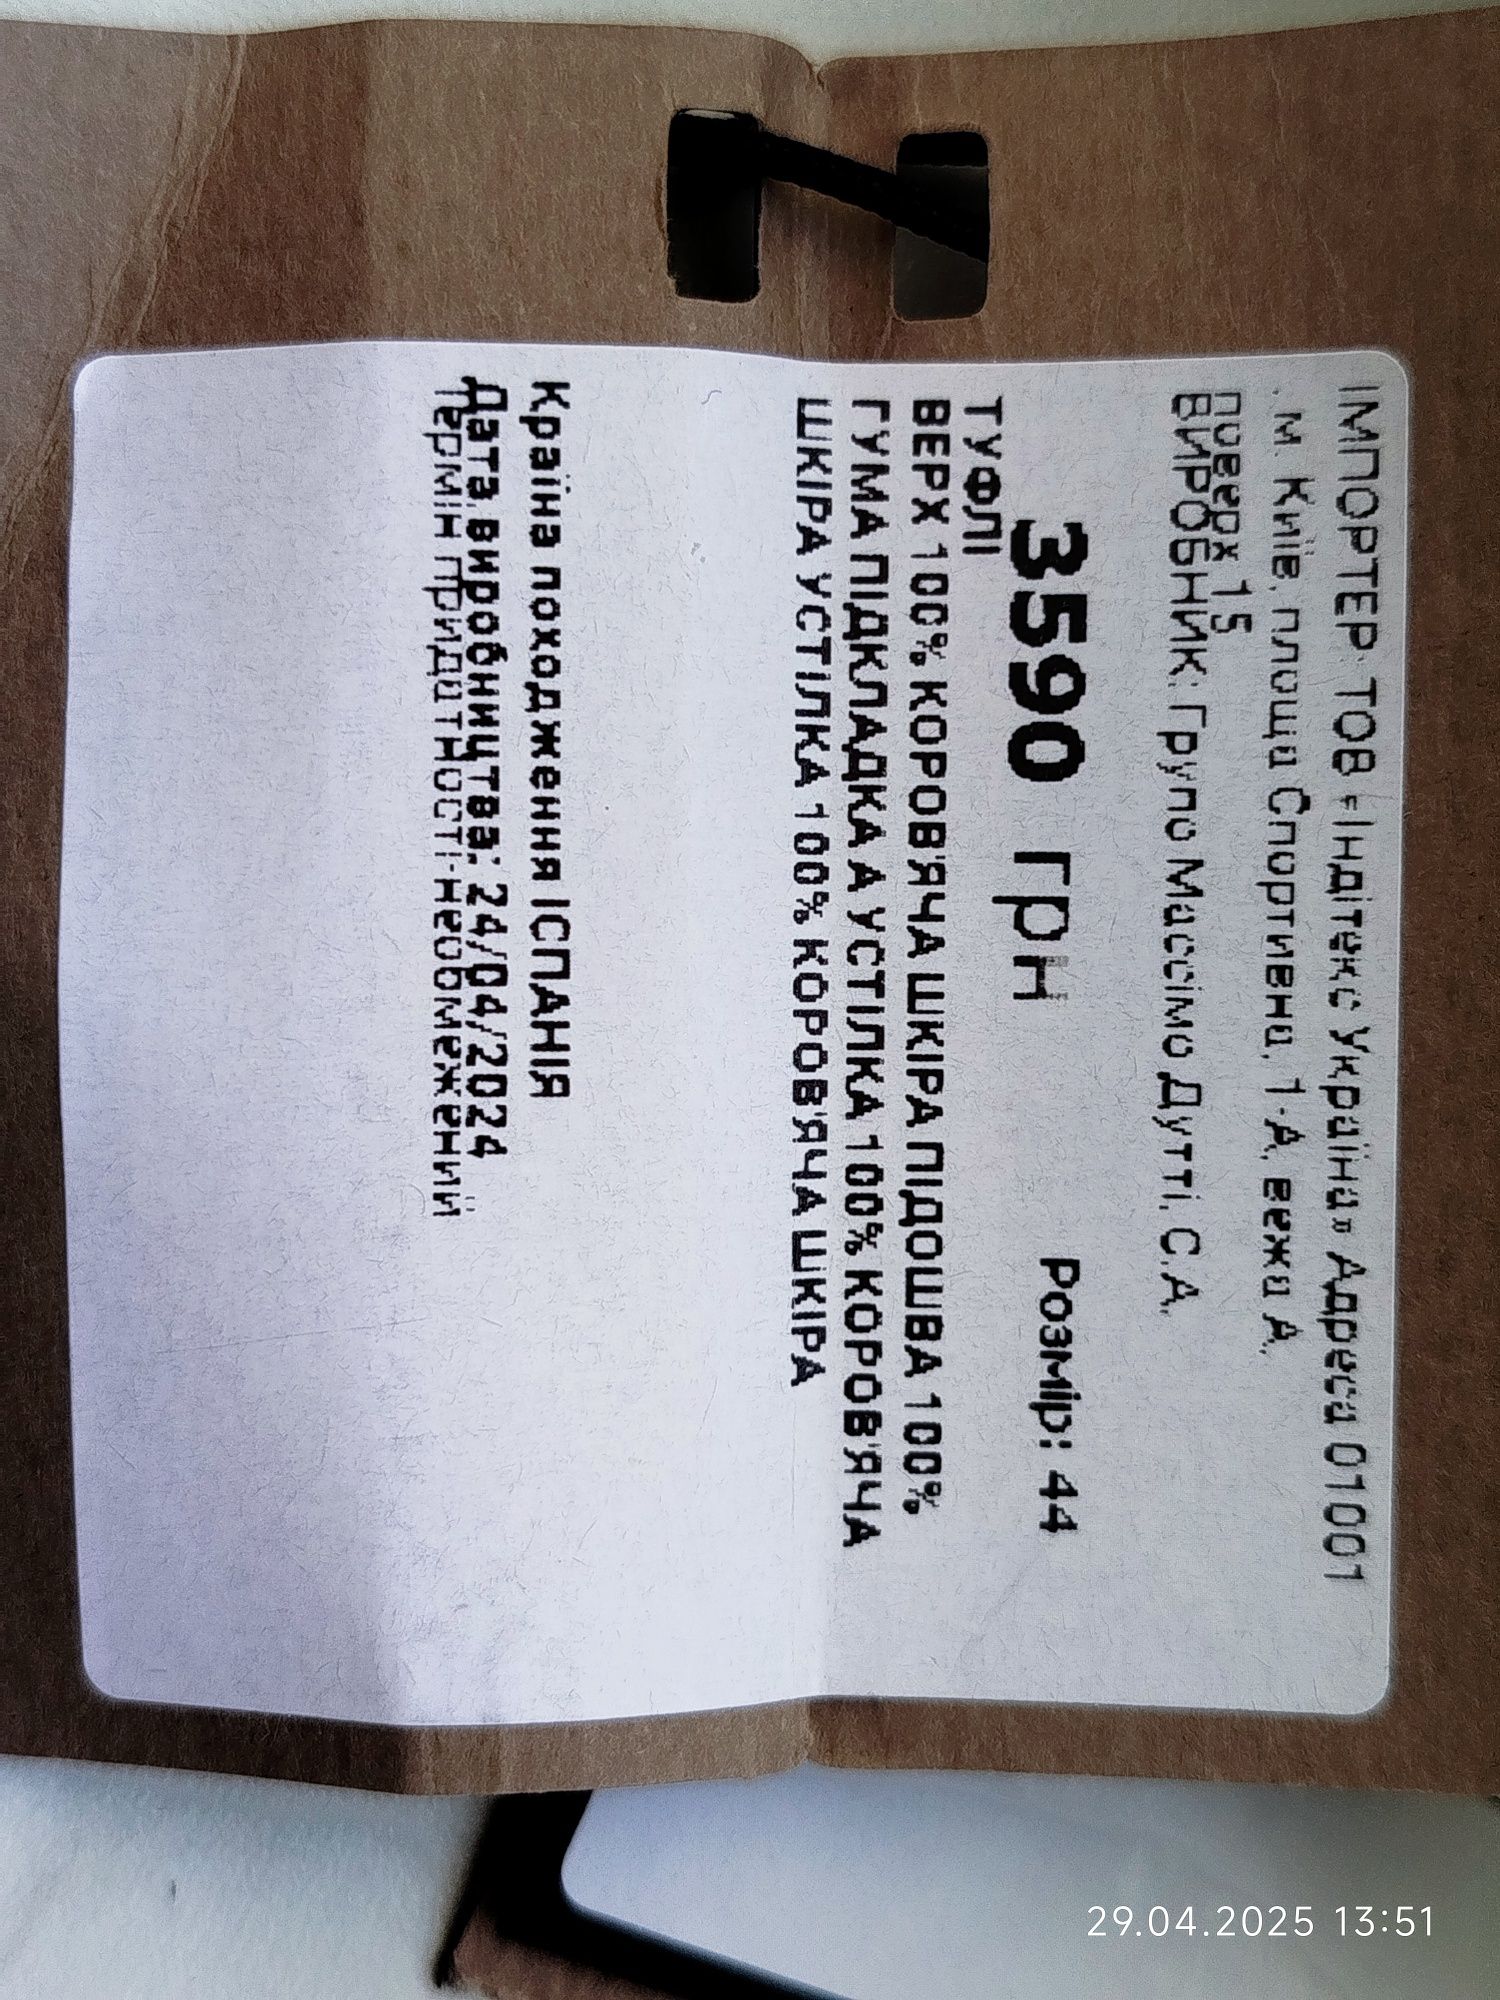 ІМПОРТЕР: ТОВ «Індітекс Україна» Адреса 01001
, м. Київ, площа Спортивна, 1-А, вежа А,
поверх 15
ВИРОБНИК: Групо Массімо Дутті, С.А.
3590 грн Розмір: 44
ТУФЛІ
ВЕРХ 100% КОРОВ'ЯЧА ШКІРА ПІДОШВА 100%
ГУМА ПІДКЛАДКА А УСТІЛКА 100% КОРОВ'ЯЧА
ШКІРА УСТІЛКА 100% КОРОВ'ЯЧА ШКІРА
Країна походження ІСПАНІЯ
Дата виробництва: 24/04/2024
Термін придатності-необмежений
29.04.2025 13:51